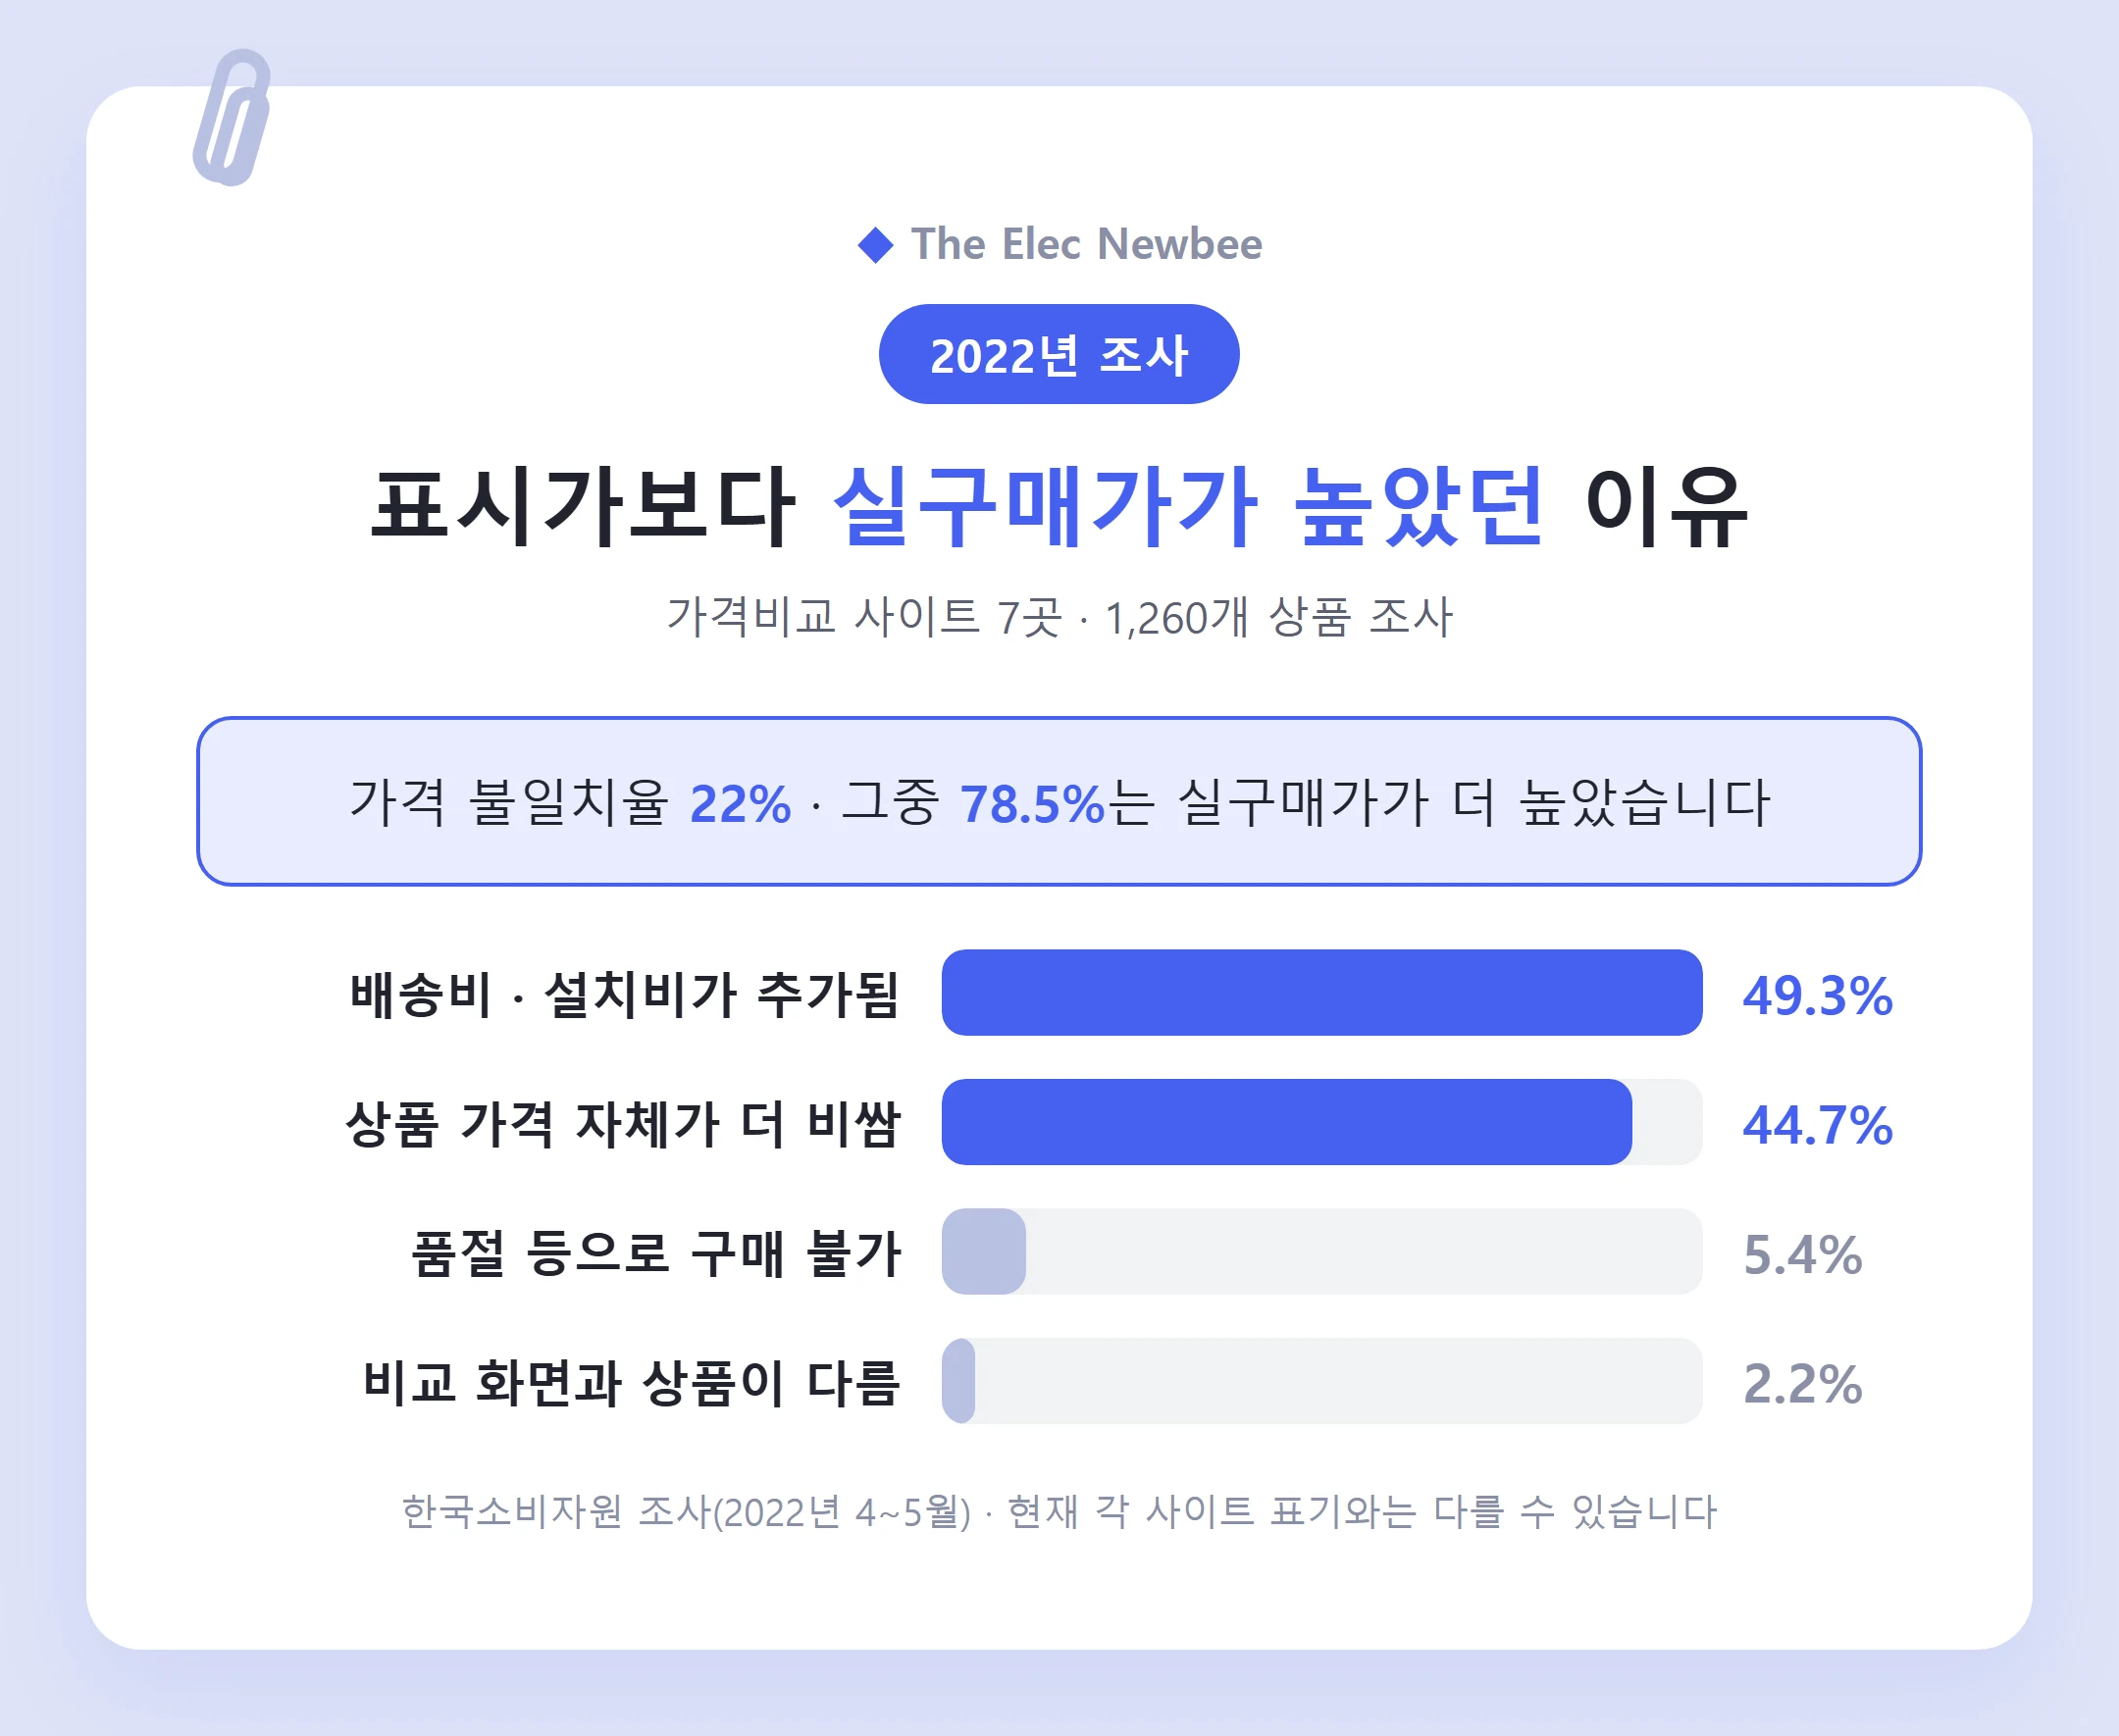 The Elec Newbee
2022년 조사
표시가보다 실구매가가 높았던 이유
가격비교 사이트 7곳 · 1,260개 상품 조사
가격 불일치율 22% · 그중 78.5%는 실구매가가 더 높았습니다
배송비 · 설치비가 추가됨 49.3%
상품 가격 자체가 더 비쌈 44.7%
품절 등으로 구매 불가 5.4%
비교 화면과 상품이 다름 2.2%
한국소비자원 조사(2022년 4~5월) · 현재 각 사이트 표기와는 다를 수 있습니다